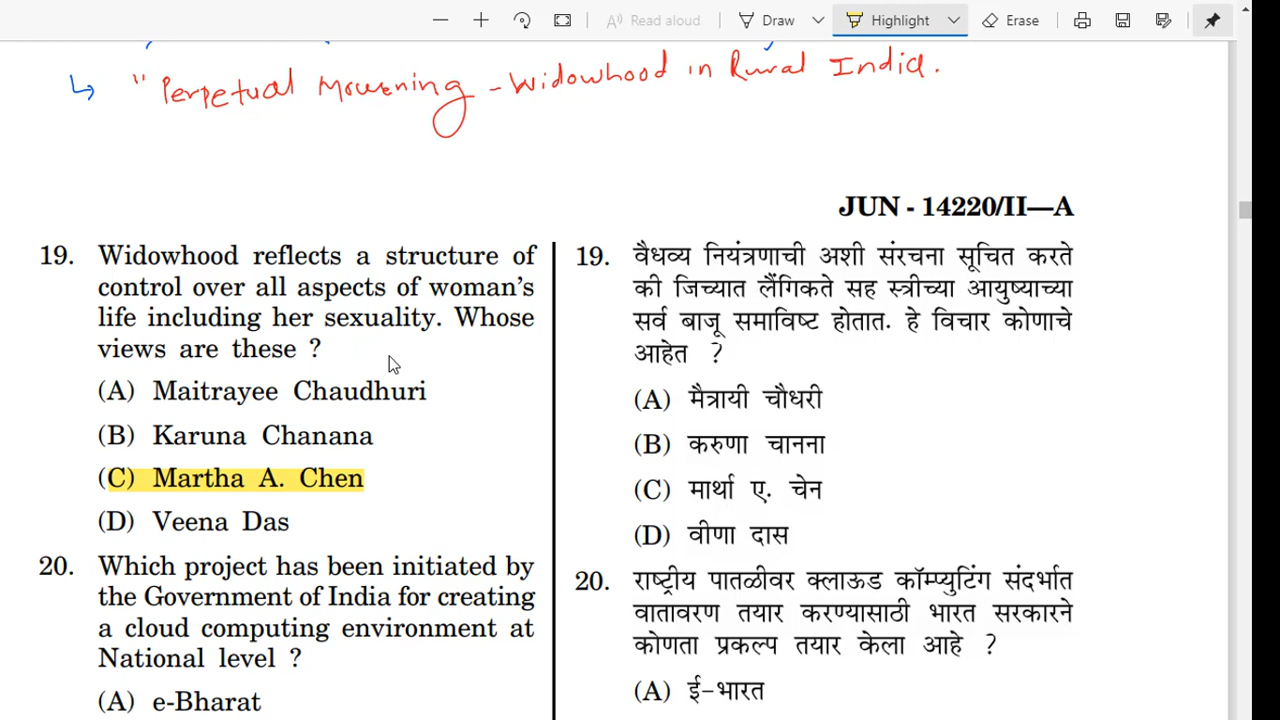 Read aloud
Draw
Highlight
Erase
" Perpetual Mourning - Widowhood in Rural India.
JUN - 14220/II—A
19. Widowhood reflects a structure of
control over all aspects of woman's
life including her sexuality. Whose
views are these ?
(A) Maitrayee Chaudhuri
(B) Karuna Chanana
(C) Martha A. Chen
(D) Veena Das
20. Which project has been initiated by
the Government of India for creating
a cloud computing environment at
National level ?
(A) e-Bharat
19. वैधव्य नियंत्रणाची अशी संरचना सूचित करते
की जिच्यात लैंगिकते सह स्त्रीच्या आयुष्याच्या
सर्व बाजू समाविष्ट होतात. हे विचार कोणाचे
आहेत ?
(A) मैत्रायी चौधरी
(B) करुणा चानना
(C) मार्था ए. चेन
(D) वीणा दास
20. राष्ट्रीय पातळीवर क्लाऊड कॉम्प्युटिंग संदर्भात
वातावरण तयार करण्यासाठी भारत सरकारने
कोणता प्रकल्प तयार केला आहे ?
(A) ई-भारत